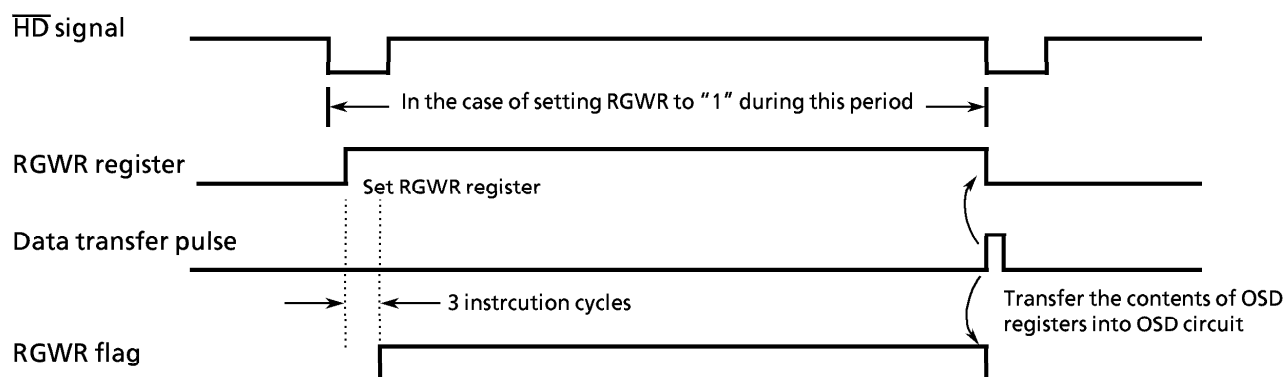 H̅D̅ signal
In the case of setting RGWR to “1” during this period
RGWR register
Set RGWR register
Data transfer pulse
3 instrcution cycles
Transfer the contents of OSD
registers into OSD circuit
RGWR flag